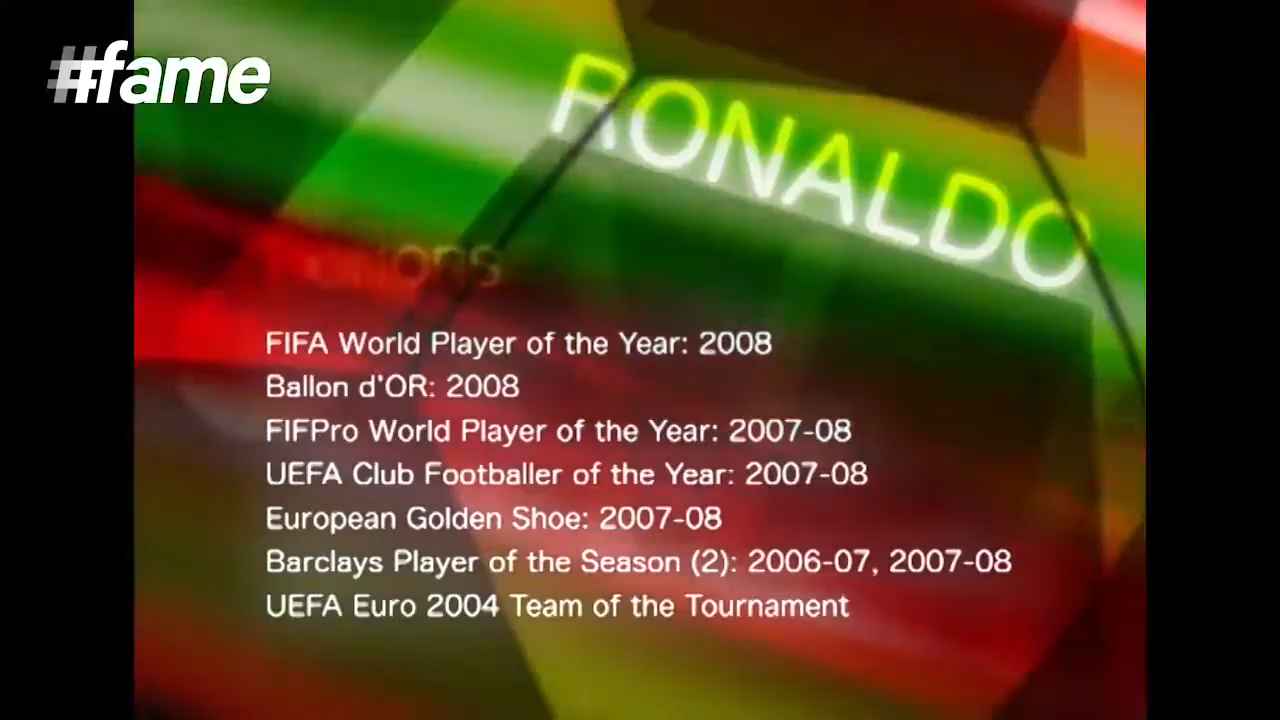 #fame
RONALDO
FIFA World Player of the Year: 2008
Ballon d'OR: 2008
FIFPro World Player of the Year: 2007-08
UEFA Club Footballer of the Year: 2007-08
European Golden Shoe: 2007-08
Barclays Player of the Season (2): 2006-07, 2007-08
UEFA Euro 2004 Team of the Tournament